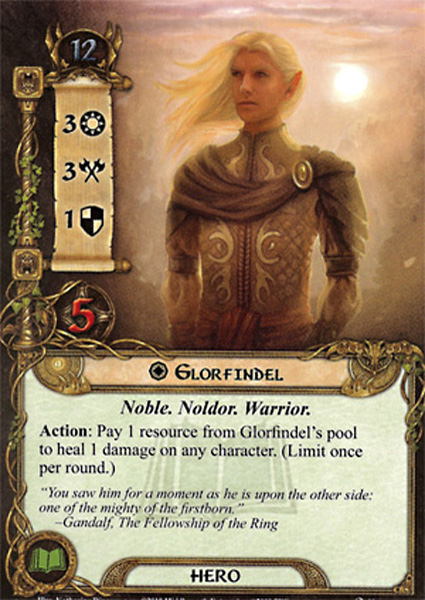 12
3
3
1
5
GLORFINDEL
Noble. Noldor. Warrior.
Action: Pay 1 resource from Glorfindel's pool
to heal 1 damage on any character. (Limit once
per round.)
"You saw him for a moment as he is upon the other side:
one of the mighty of the firstborn."
–Gandalf, The Fellowship of the Ring
HERO